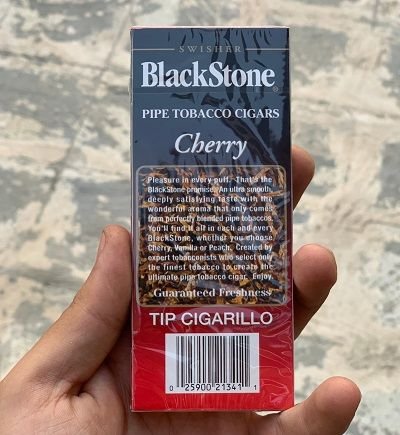 SWISHER
BlackStone®
PIPE TOBACCO CIGARS
Cherry
Pleasure in every puff. That's the
BlackStone promise. An ultra smooth,
deeply satisfying taste with the
wonderful aroma that only comes
from perfectly blended pipe tobaccos.
You'll find it all in each and every
BlackStone, whether you choose
Cherry, Vanilla or Peach. Created by
expert tobacconists who select only
the finest tobacco to create the
ultimate pipe tobacco cigar. Enjoy.
Guaranteed Freshness
TIP CIGARILLO
0 25900 21341 1